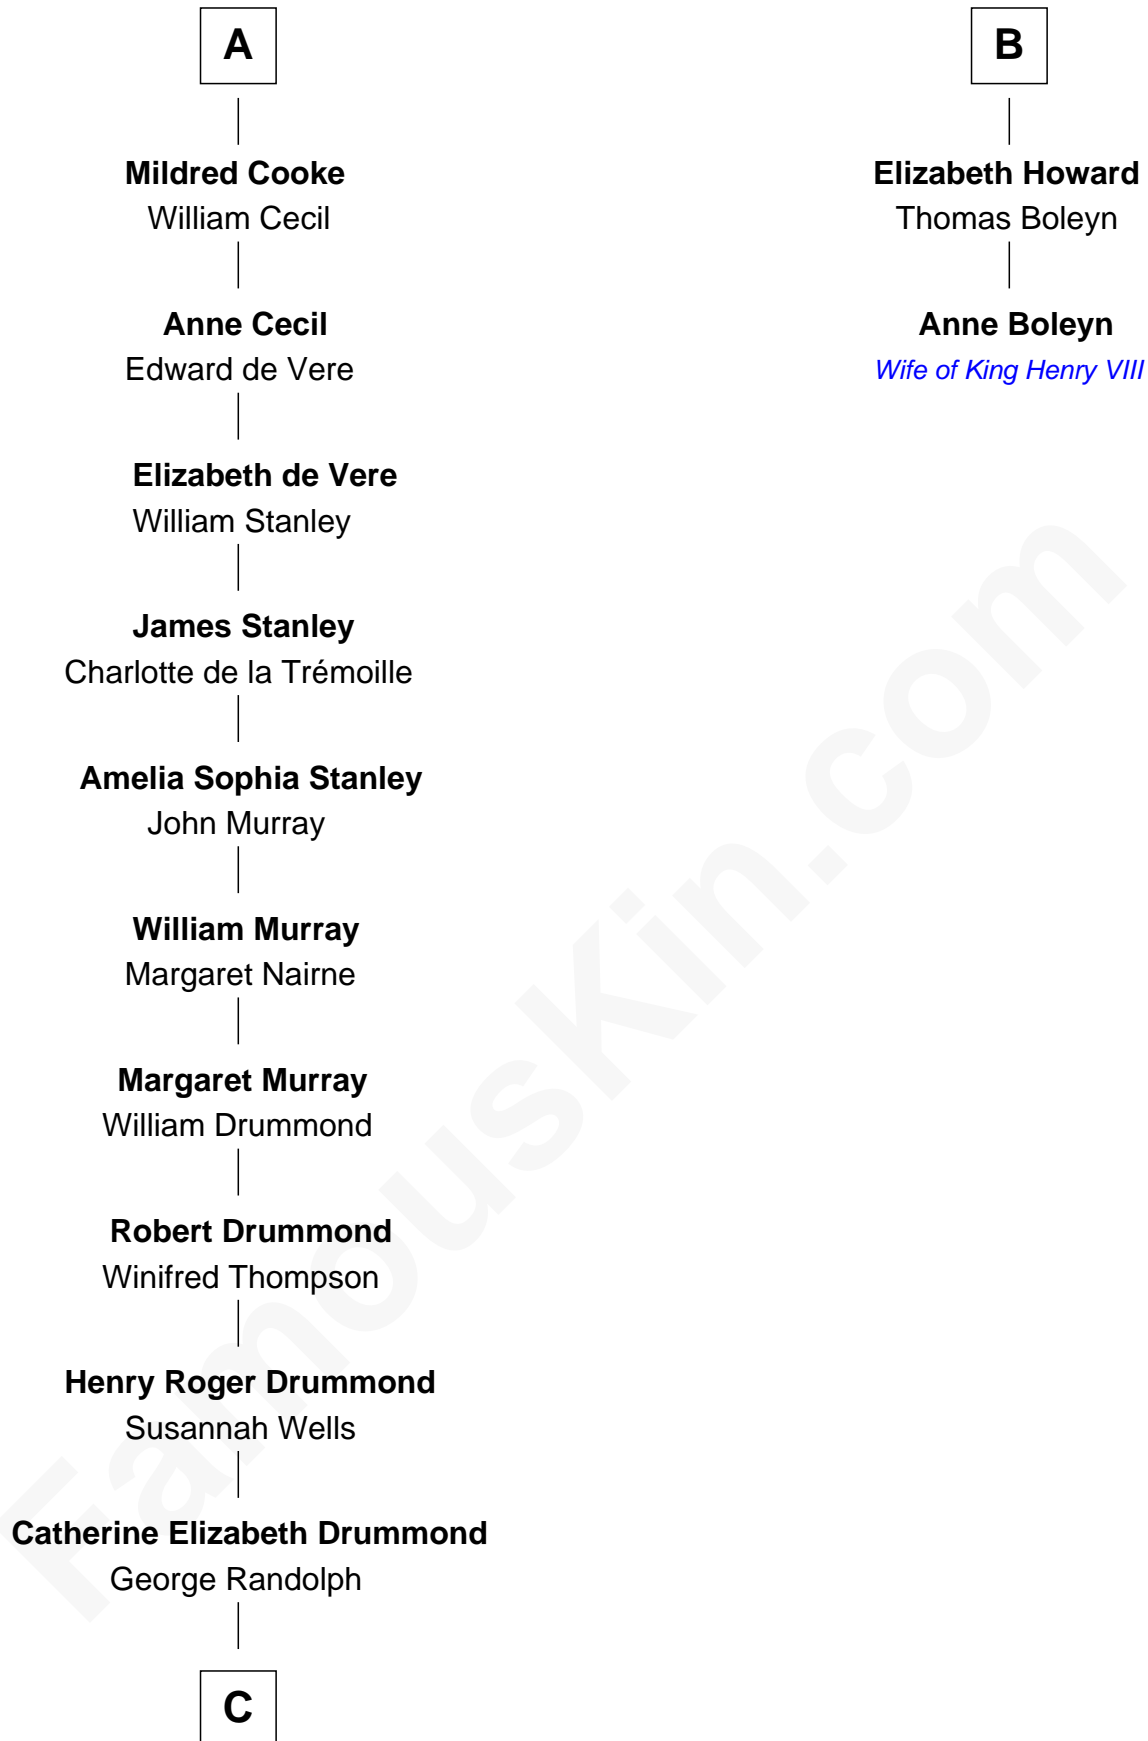 A
Mildred Cooke
William Cecil
Anne Cecil
Edward de Vere
Elizabeth de Vere
William Stanley
James Stanley
Charlotte de la Trémoille
Amelia Sophia Stanley
John Murray
William Murray
Margaret Nairne
Margaret Murray
William Drummond
Robert Drummond
Winifred Thompson
Henry Roger Drummond
Susannah Wells
Catherine Elizabeth Drummond
George Randolph
C
B
Elizabeth Howard
Thomas Boleyn
Anne Boleyn
Wife of King Henry VIII
FamousKin.com